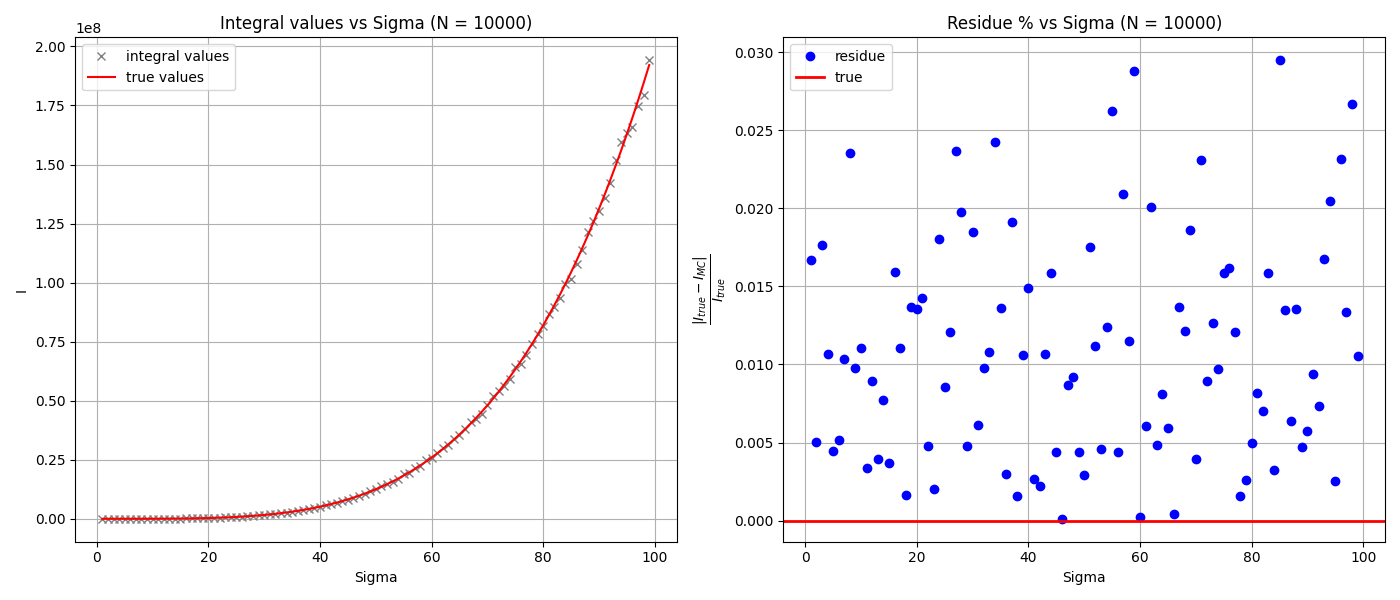 Integral values vs Sigma (N = 10000)
1e8
integral values
true values
2.00
1.75
1.50
1.25
1.00
0.75
0.50
0.25
0.00
I
0
20
40
60
80
100
Sigma
Residue % vs Sigma (N = 10000)
residue
true
0.030
0.025
0.020
0.015
0.010
0.005
0.000
|I_true − I_MC|
I_true
0
20
40
60
80
100
Sigma